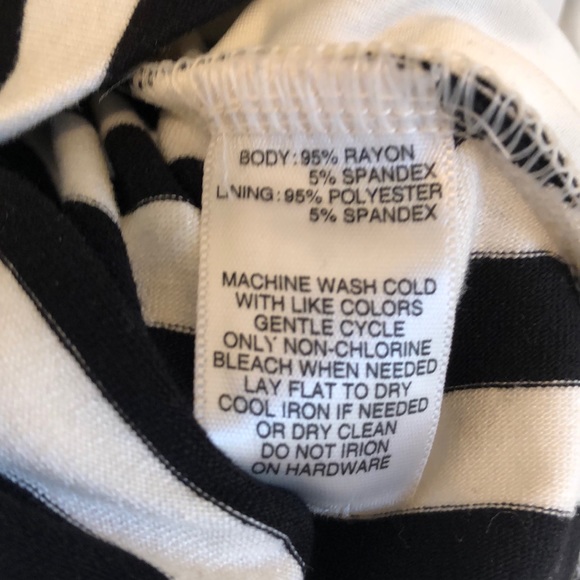 BODY: 95% RAYON
5% SPANDEX
LINING: 95% POLYESTER
5% SPANDEX
MACHINE WASH COLD
WITH LIKE COLORS
GENTLE CYCLE
ONLY NON-CHLORINE
BLEACH WHEN NEEDED
LAY FLAT TO DRY
COOL IRON IF NEEDED
OR DRY CLEAN
DO NOT IRION
ON HARDWARE